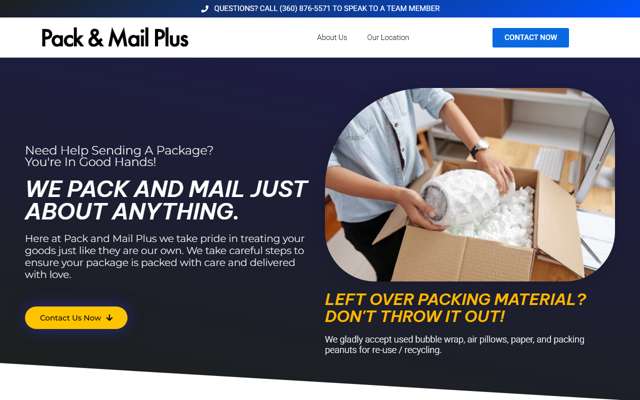 QUESTIONS? CALL (360) 876-5571 TO SPEAK TO A TEAM MEMBER
Pack & Mail Plus
About Us
Our Location
CONTACT NOW
Need Help Sending A Package?
You're In Good Hands!
WE PACK AND MAIL JUST
ABOUT ANYTHING.
Here at Pack and Mail Plus we take pride in treating your
goods just like they are our own. We take careful steps to
ensure your package is packed with care and delivered
with love.
Contact Us Now
LEFT OVER PACKING MATERIAL?
DON'T THROW IT OUT!
We gladly accept used bubble wrap, air pillows, paper, and packing
peanuts for re-use / recycling.